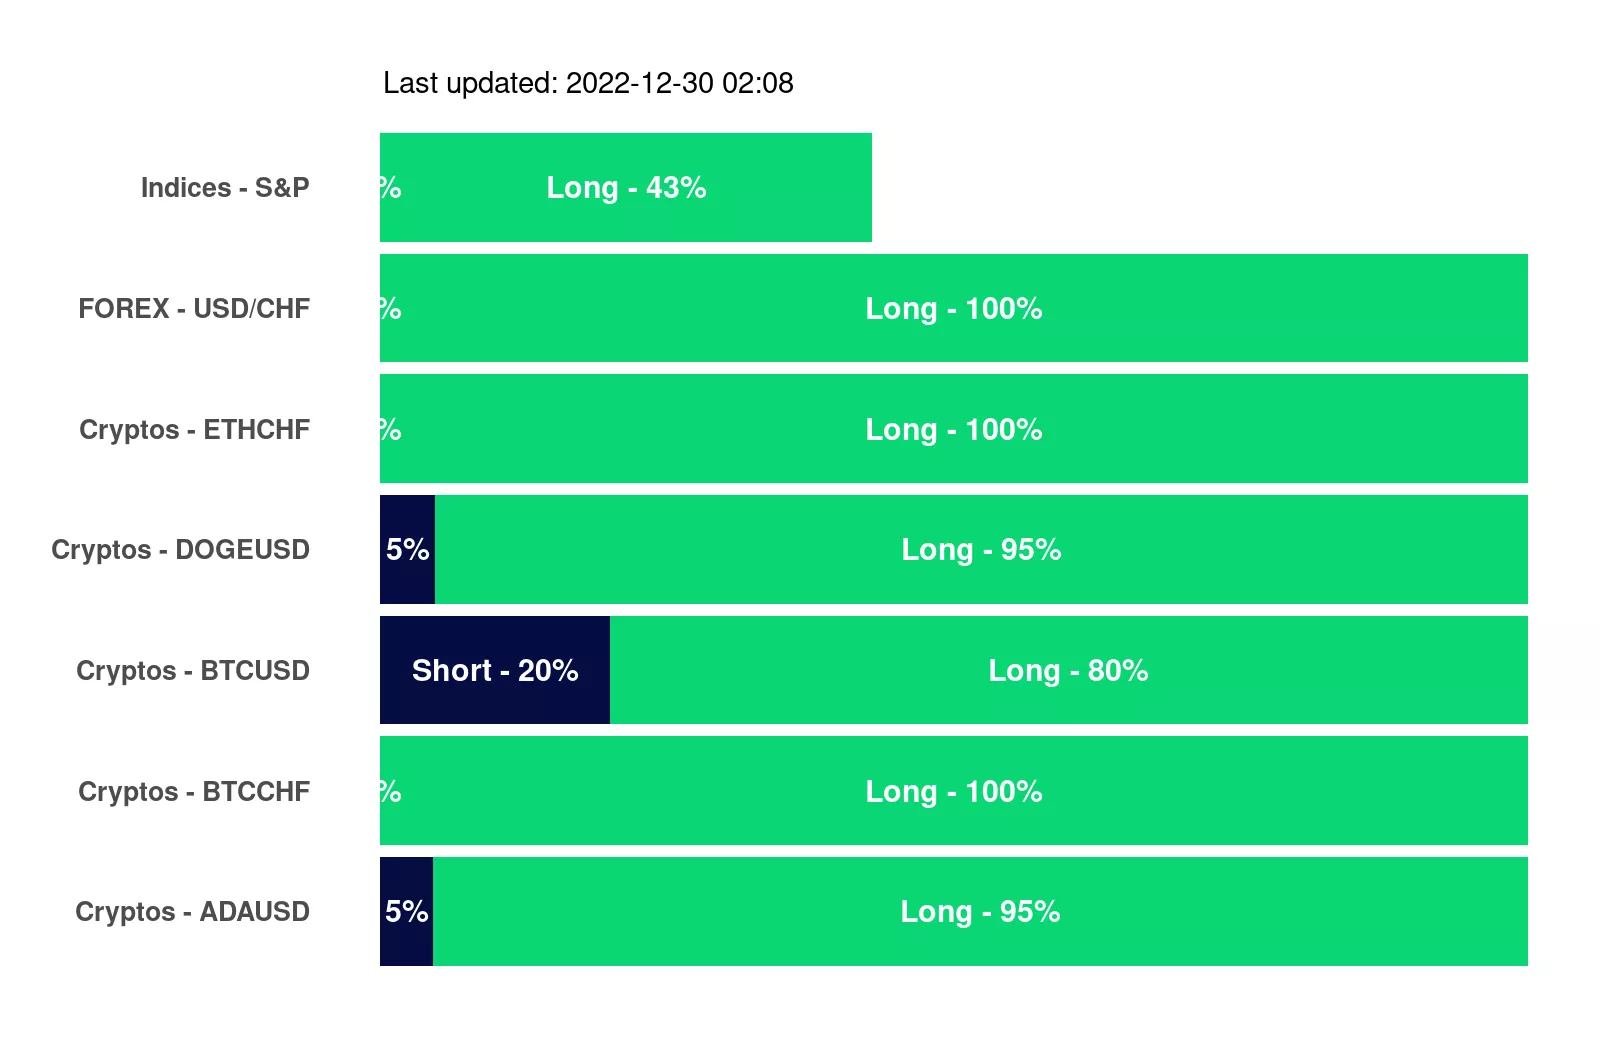 Last updated: 2022-12-30 02:08
Indices - S&P % Long - 43%
FOREX - USD/CHF % Long - 100%
Cryptos - ETHCHF % Long - 100%
Cryptos - DOGEUSD 5% Long - 95%
Cryptos - BTCUSD Short - 20% Long - 80%
Cryptos - BTCCHF % Long - 100%
Cryptos - ADAUSD 5% Long - 95%